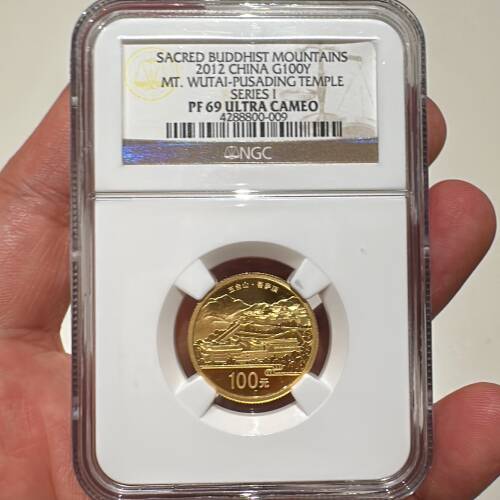 SACRED BUDDHIST MOUNTAINS
2012 CHINA G100Y
MT. WUTAI-PUSADING TEMPLE
SERIES I
PF 69 ULTRA CAMEO
4288800-009
NGC
五台山·菩萨顶
100元